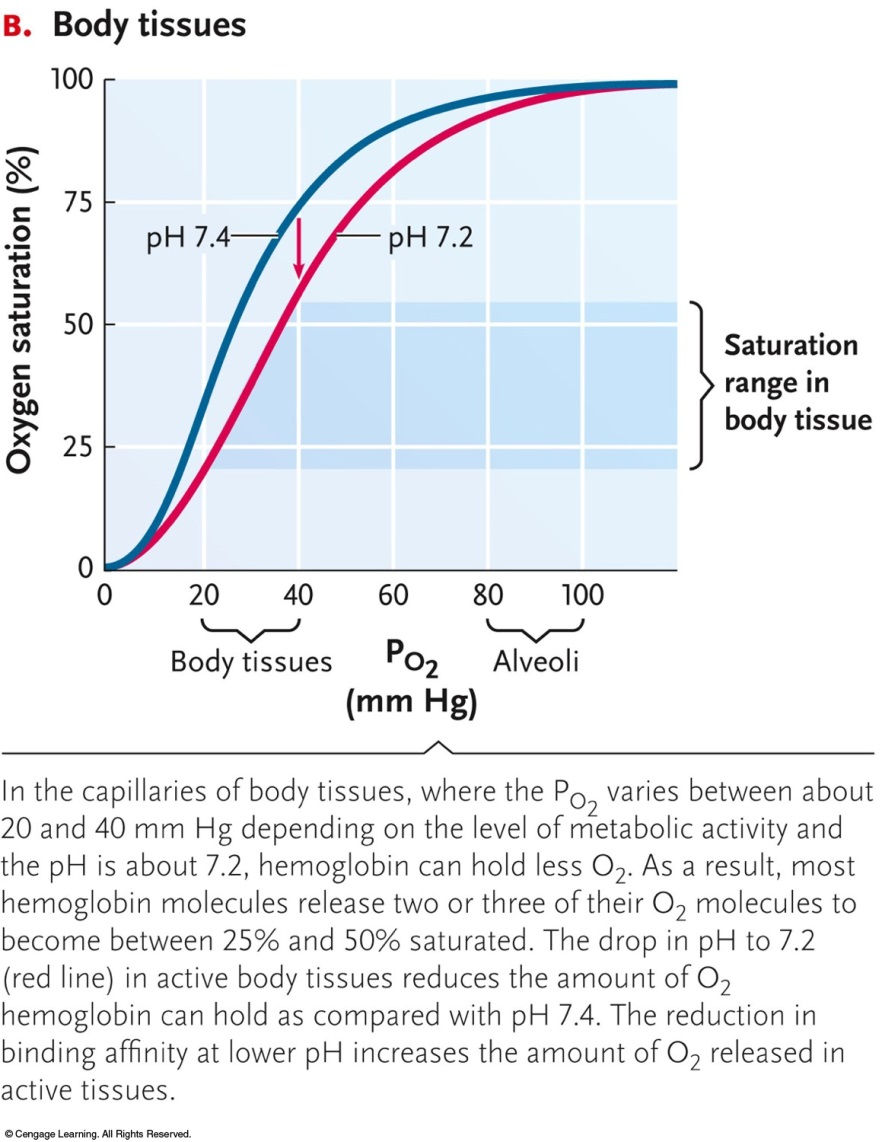 B. Body tissues
Oxygen saturation (%)
100
75
50
25
0
pH 7.4
pH 7.2
Saturation
range in
body tissue
0 20 40 60 80 100
Body tissues
PO2
(mm Hg)
Alveoli
In the capillaries of body tissues, where the PO2 varies between about
20 and 40 mm Hg depending on the level of metabolic activity and
the pH is about 7.2, hemoglobin can hold less O2. As a result, most
hemoglobin molecules release two or three of their O2 molecules to
become between 25% and 50% saturated. The drop in pH to 7.2
(red line) in active body tissues reduces the amount of O2
hemoglobin can hold as compared with pH 7.4. The reduction in
binding affinity at lower pH increases the amount of O2 released in
active tissues.
© Cengage Learning. All Rights Reserved.